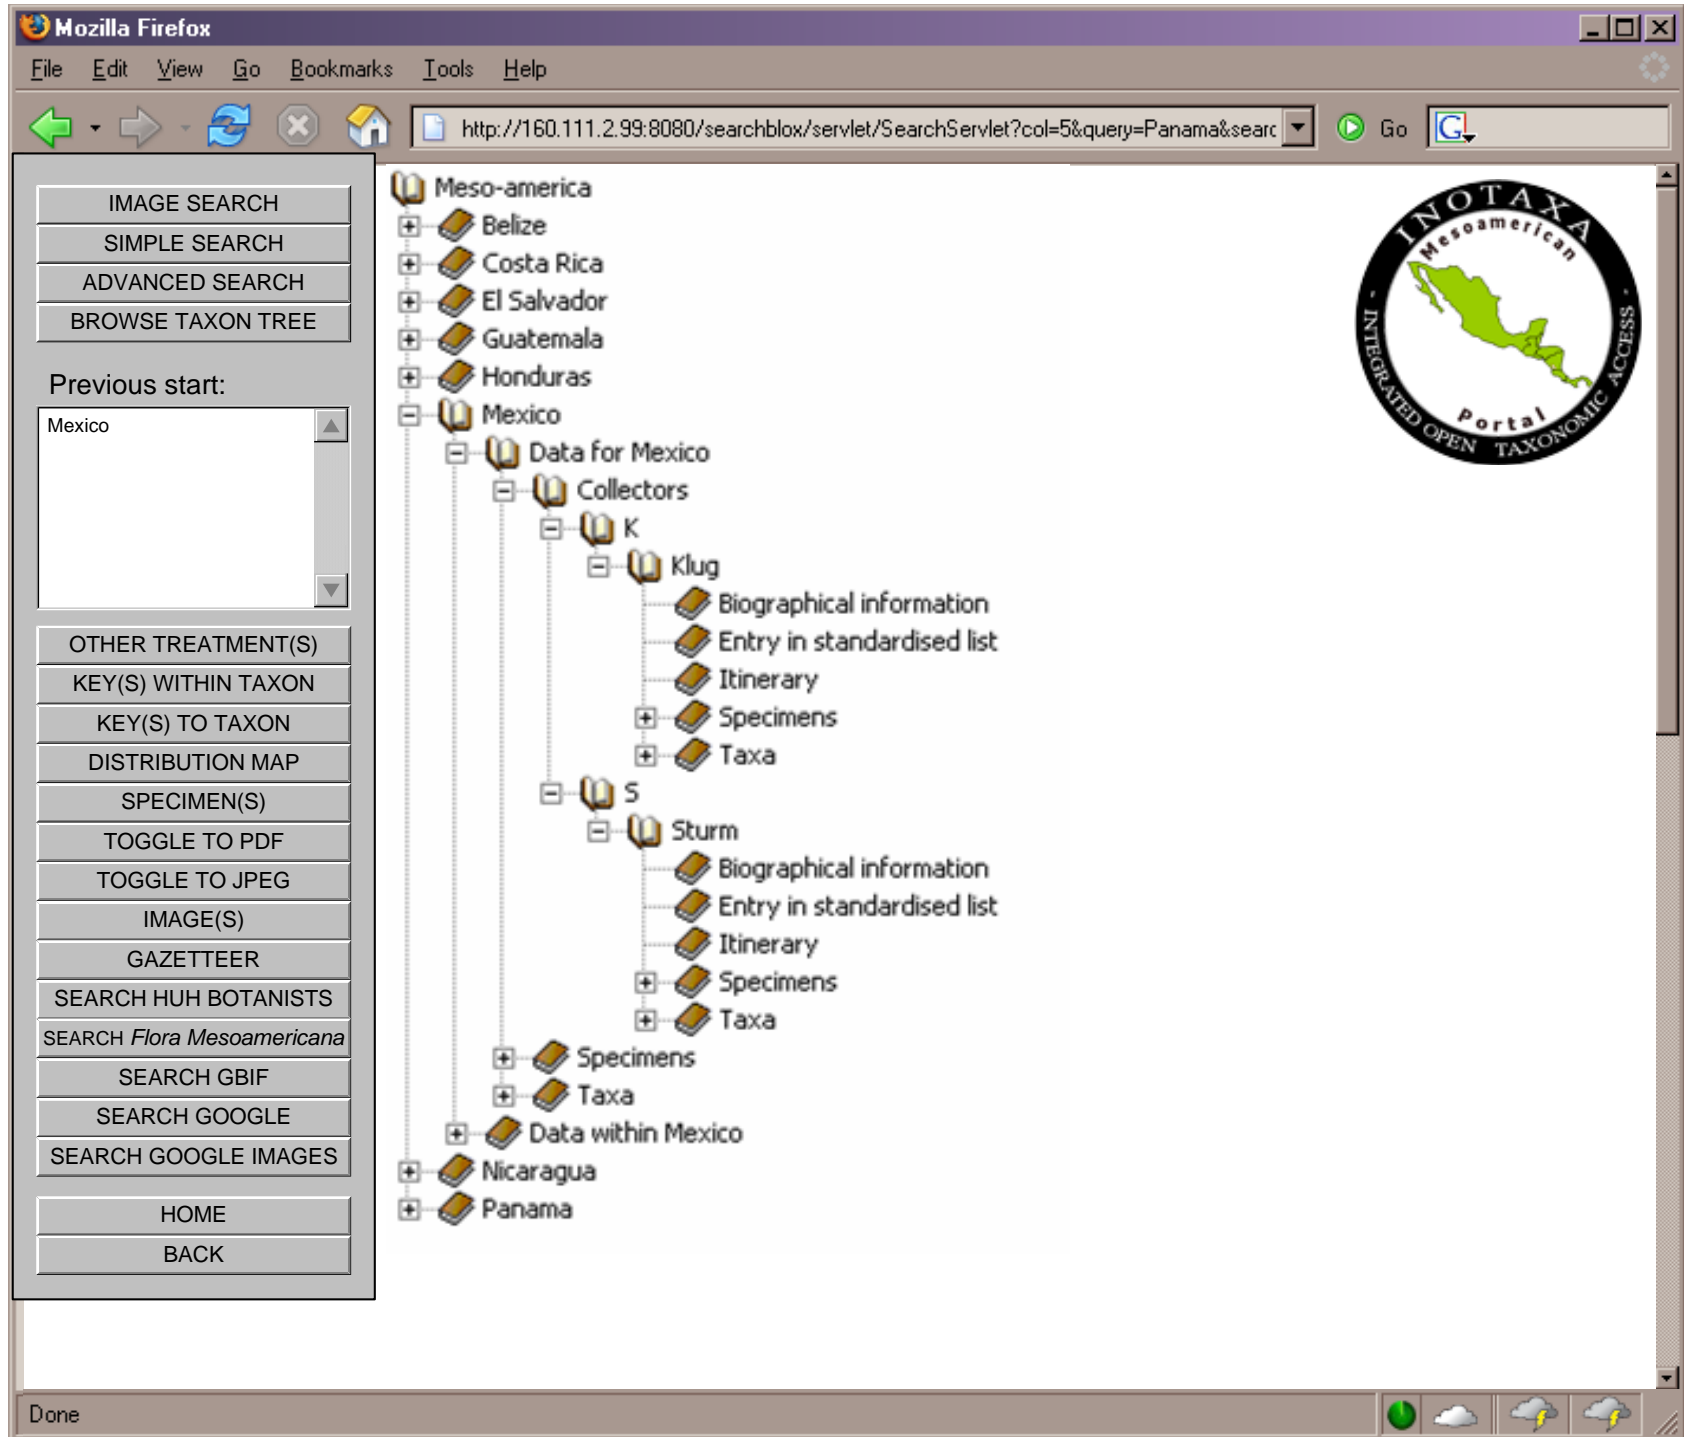 Mozilla Firefox
File Edit View Go Bookmarks Tools Help
http://160.111.2.99:8080/searchblox/servlet/SearchServlet?col=5&query=Panama&searc
Go
G
IMAGE SEARCH
SIMPLE SEARCH
ADVANCED SEARCH
BROWSE TAXON TREE
Previous start:
Mexico
OTHER TREATMENT(S)
KEY(S) WITHIN TAXON
KEY(S) TO TAXON
DISTRIBUTION MAP
SPECIMEN(S)
TOGGLE TO PDF
TOGGLE TO JPEG
IMAGE(S)
GAZETTEER
SEARCH HUH BOTANISTS
SEARCH Flora Mesoamericana
SEARCH GBIF
SEARCH GOOGLE
SEARCH GOOGLE IMAGES
HOME
BACK
Meso-america
Belize
Costa Rica
El Salvador
Guatemala
Honduras
Mexico
Data for Mexico
Collectors
K
Klug
Biographical information
Entry in standardised list
Itinerary
Specimens
Taxa
S
Sturm
Biographical information
Entry in standardised list
Itinerary
Specimens
Taxa
Specimens
Taxa
Data within Mexico
Nicaragua
Panama
INOTAXA
Mesoamerican
Portal
- INTEGRATED OPEN TAXONOMIC ACCESS -
Done